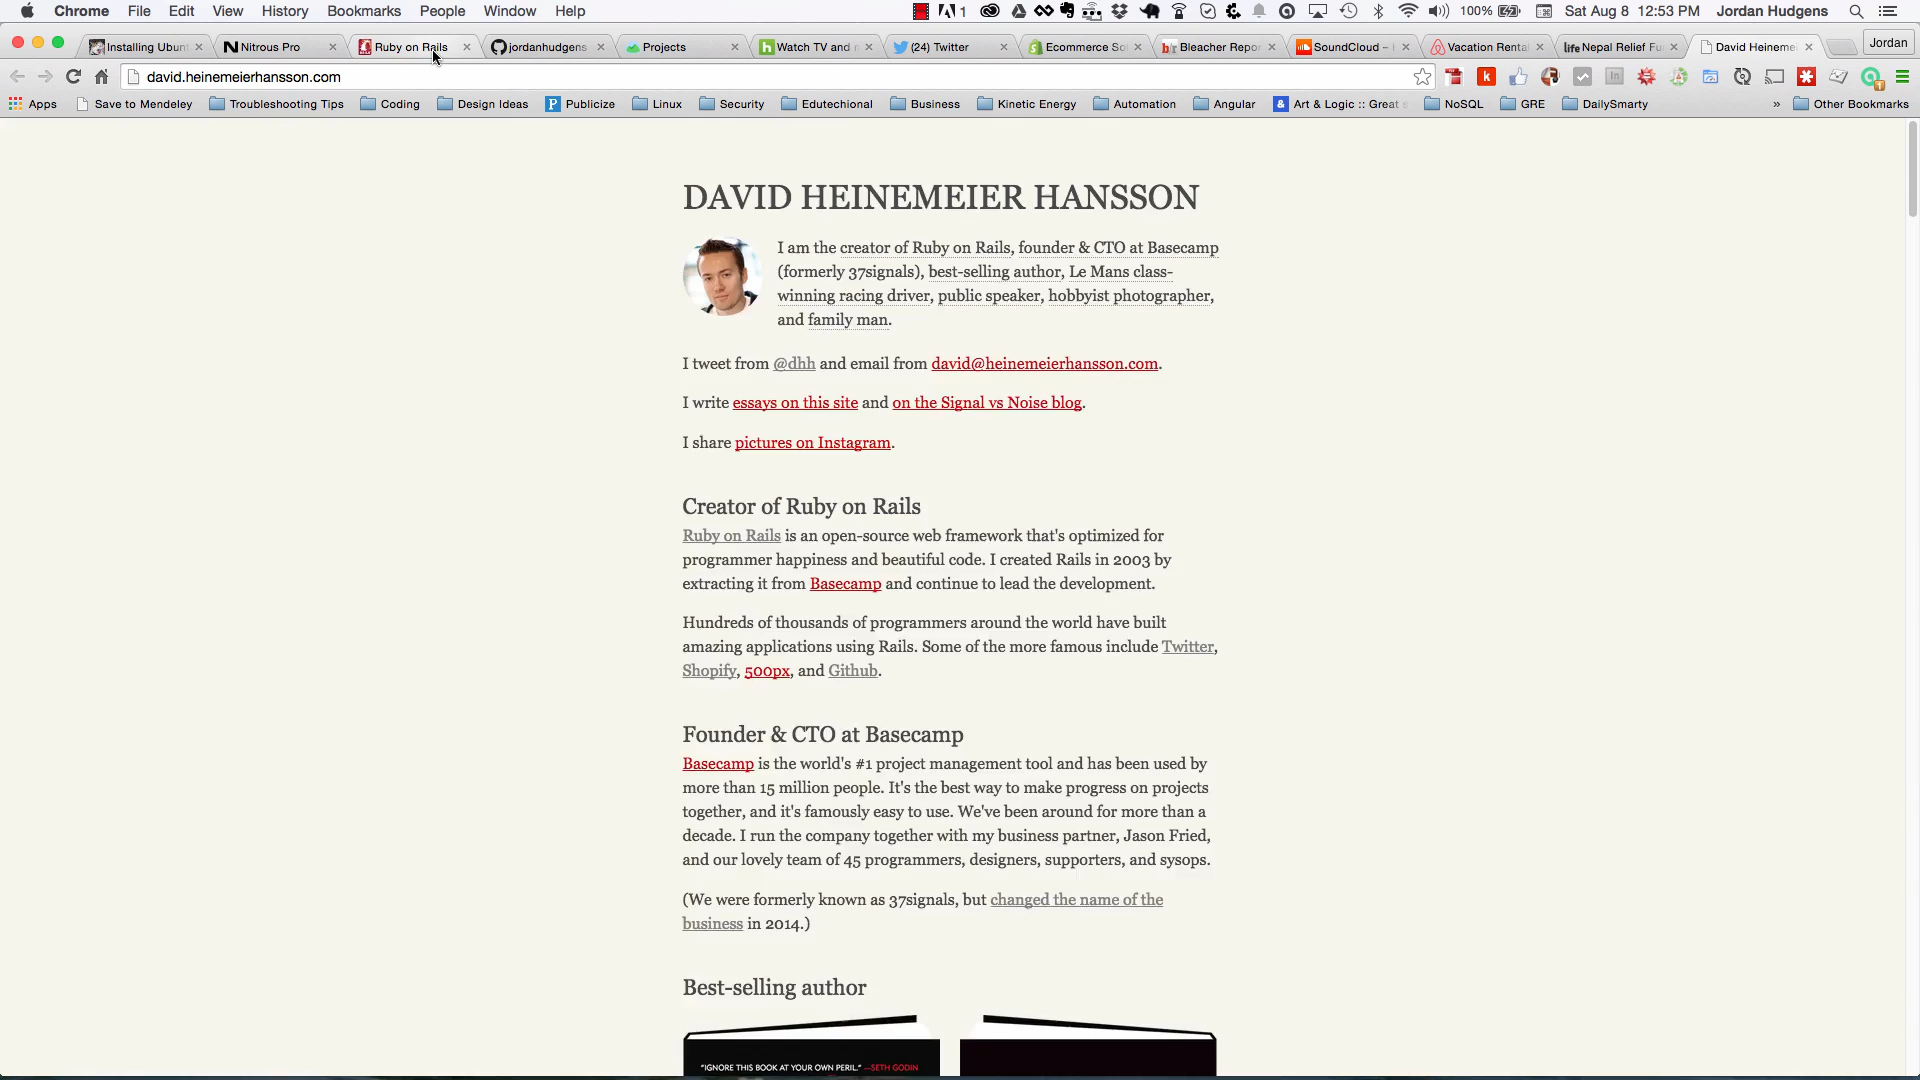 Chrome File Edit View History Bookmarks People Window Help 1 100% Sat Aug 8 12:53 PM Jordan Hudgens
Installing Ubun Nitrous Pro Ruby on Rails jordanhudgens Projects Watch TV and m (24) Twitter Ecommerce So Bleacher Repor SoundCloud – Vacation Renta life Nepal Relief Fu David Heineme Jordan
david.heinemeierhansson.com
Apps Save to Mendeley Troubleshooting Tips Coding Design Ideas P Publicize Linux Security Edutechional Business Kinetic Energy Automation Angular & Art & Logic :: Great NoSQL GRE DailySmarty » Other Bookmarks
DAVID HEINEMEIER HANSSON
I am the creator of Ruby on Rails, founder & CTO at Basecamp
(formerly 37signals), best-selling author, Le Mans class-
winning racing driver, public speaker, hobbyist photographer,
and family man.
I tweet from @dhh and email from david@heinemeierhansson.com.
I write essays on this site and on the Signal vs Noise blog.
I share pictures on Instagram.
Creator of Ruby on Rails
Ruby on Rails is an open-source web framework that's optimized for
programmer happiness and beautiful code. I created Rails in 2003 by
extracting it from Basecamp and continue to lead the development.
Hundreds of thousands of programmers around the world have built
amazing applications using Rails. Some of the more famous include Twitter,
Shopify, 500px, and Github.
Founder & CTO at Basecamp
Basecamp is the world's #1 project management tool and has been used by
more than 15 million people. It's the best way to make progress on projects
together, and it's famously easy to use. We've been around for more than a
decade. I run the company together with my business partner, Jason Fried,
and our lovely team of 45 programmers, designers, supporters, and sysops.
(We were formerly known as 37signals, but changed the name of the
business in 2014.)
Best-selling author
"IGNORE THIS BOOK AT YOUR OWN PERIL." —SETH GODIN